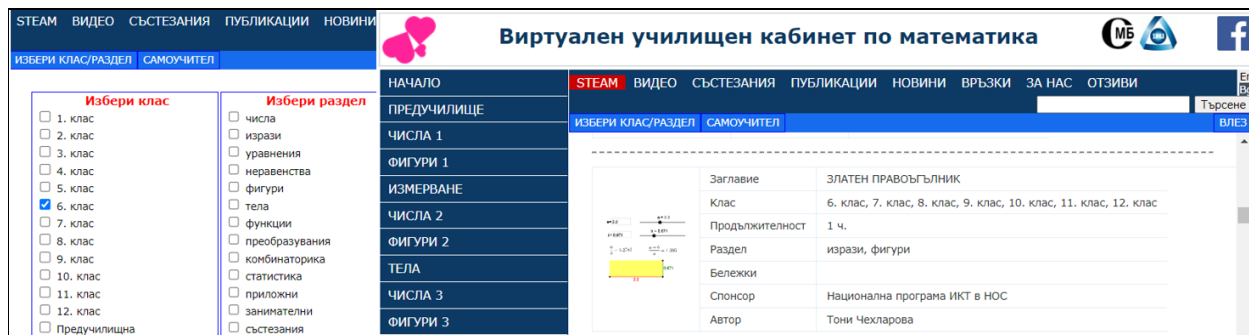 STEAM ВИДЕО СЪСТЕЗАНИЯ ПУБЛИКАЦИИ НОВИНИ
ИЗБЕРИ КЛАС/РАЗДЕЛ САМОУЧИТЕЛ
Избери клас
1. клас
2. клас
3. клас
4. клас
5. клас
6. клас
7. клас
8. клас
9. клас
10. клас
11. клас
12. клас
Предучилищна
Избери раздел
числа
изрази
уравнения
неравенства
фигури
тела
функции
преобразувания
комбинаторика
статистика
приложни
занимателни
състезания
Виртуален училищен кабинет по математика
СМБ
f
НАЧАЛО
ПРЕДУЧИЛИЩЕ
ЧИСЛА 1
ФИГУРИ 1
ИЗМЕРВАНЕ
ЧИСЛА 2
ФИГУРИ 2
ТЕЛА
ЧИСЛА 3
ФИГУРИ 3
STEAM ВИДЕО СЪСТЕЗАНИЯ ПУБЛИКАЦИИ НОВИНИ ВРЪЗКИ ЗА НАС ОТЗИВИ
Търсене
ИЗБЕРИ КЛАС/РАЗДЕЛ САМОУЧИТЕЛ ВЛЕЗ
Заглавие ЗЛАТЕН ПРАВОЪГЪЛНИК
Клас 6. клас, 7. клас, 8. клас, 9. клас, 10. клас, 11. клас, 12. клас
Продължителност 1 ч.
Раздел изрази, фигури
Бележки
Спонсор Национална програма ИКТ в НОС
Автор Тони Чехларова